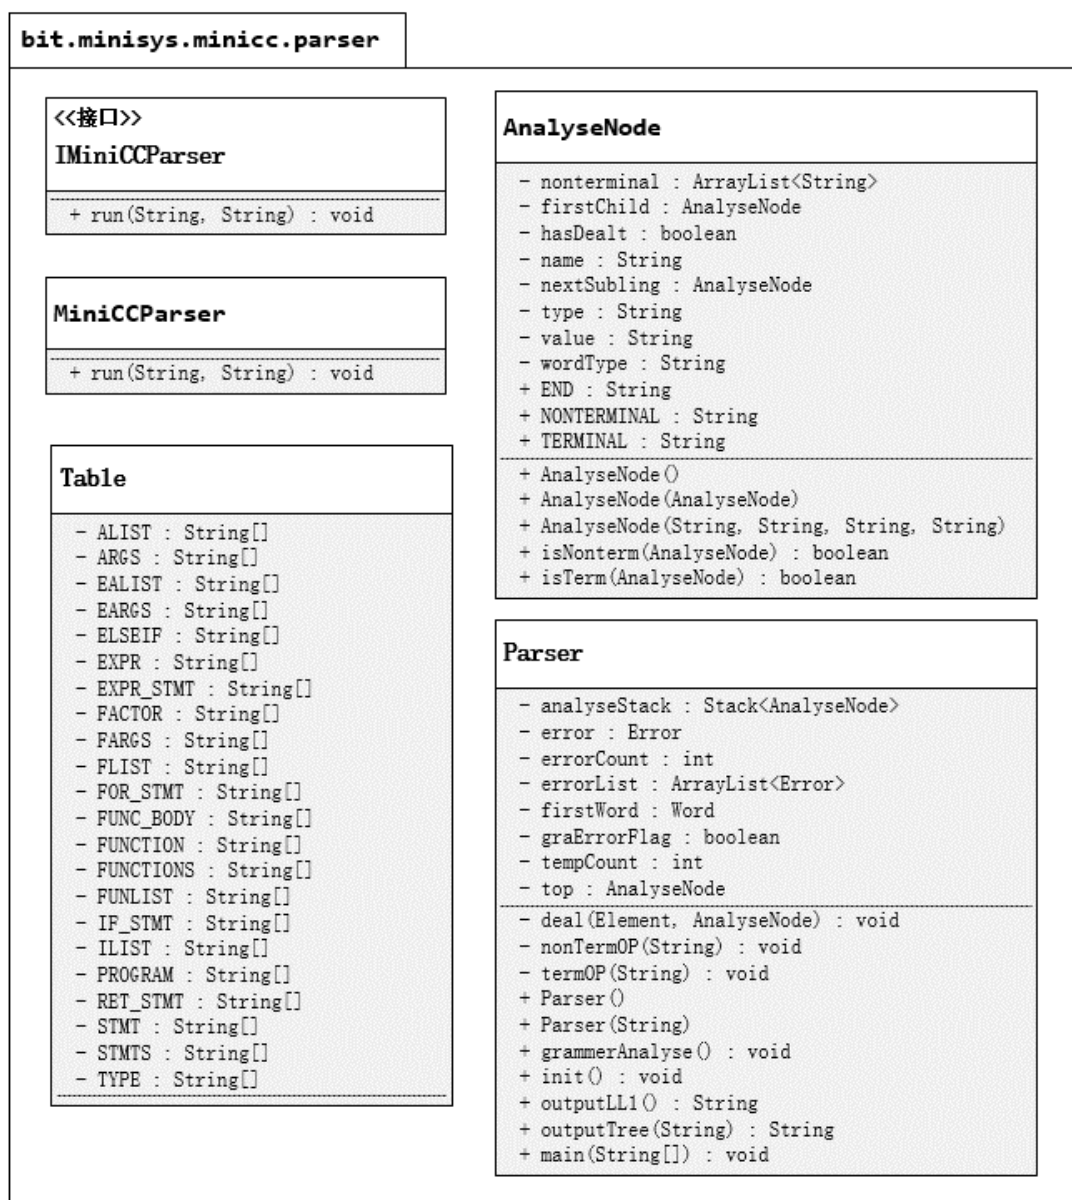 bit.minisys.minicc.parser
<<接口>>
IMiniCCParser
+ run(String, String) : void
MiniCCParser
+ run(String, String) : void
Table
- ALIST : String[]
- ARGS : String[]
- EALIST : String[]
- EARGS : String[]
- ELSEIF : String[]
- EXPR : String[]
- EXPR_STMT : String[]
- FACTOR : String[]
- FARGS : String[]
- FLIST : String[]
- FOR_STMT : String[]
- FUNC_BODY : String[]
- FUNCTION : String[]
- FUNCTIONS : String[]
- FUNLIST : String[]
- IF_STMT : String[]
- ILIST : String[]
- PROGRAM : String[]
- RET_STMT : String[]
- STMT : String[]
- STMTS : String[]
- TYPE : String[]
AnalyseNode
- nonterminal : ArrayList<String>
- firstChild : AnalyseNode
- hasDealt : boolean
- name : String
- nextSubling : AnalyseNode
- type : String
- value : String
- wordType : String
+ END : String
+ NONTERMINAL : String
+ TERMINAL : String
+ AnalyseNode()
+ AnalyseNode(AnalyseNode)
+ AnalyseNode(String, String, String, String)
+ isNonterm(AnalyseNode) : boolean
+ isTerm(AnalyseNode) : boolean
Parser
- analyseStack : Stack<AnalyseNode>
- error : Error
- errorCount : int
- errorList : ArrayList<Error>
- firstWord : Word
- graErrorFlag : boolean
- tempCount : int
- top : AnalyseNode
- deal(Element, AnalyseNode) : void
- nonTermOP(String) : void
- termOP(String) : void
+ Parser()
+ Parser(String)
+ grammerAnalyse() : void
+ init() : void
+ outputLL1() : String
+ outputTree(String) : String
+ main(String[]) : void